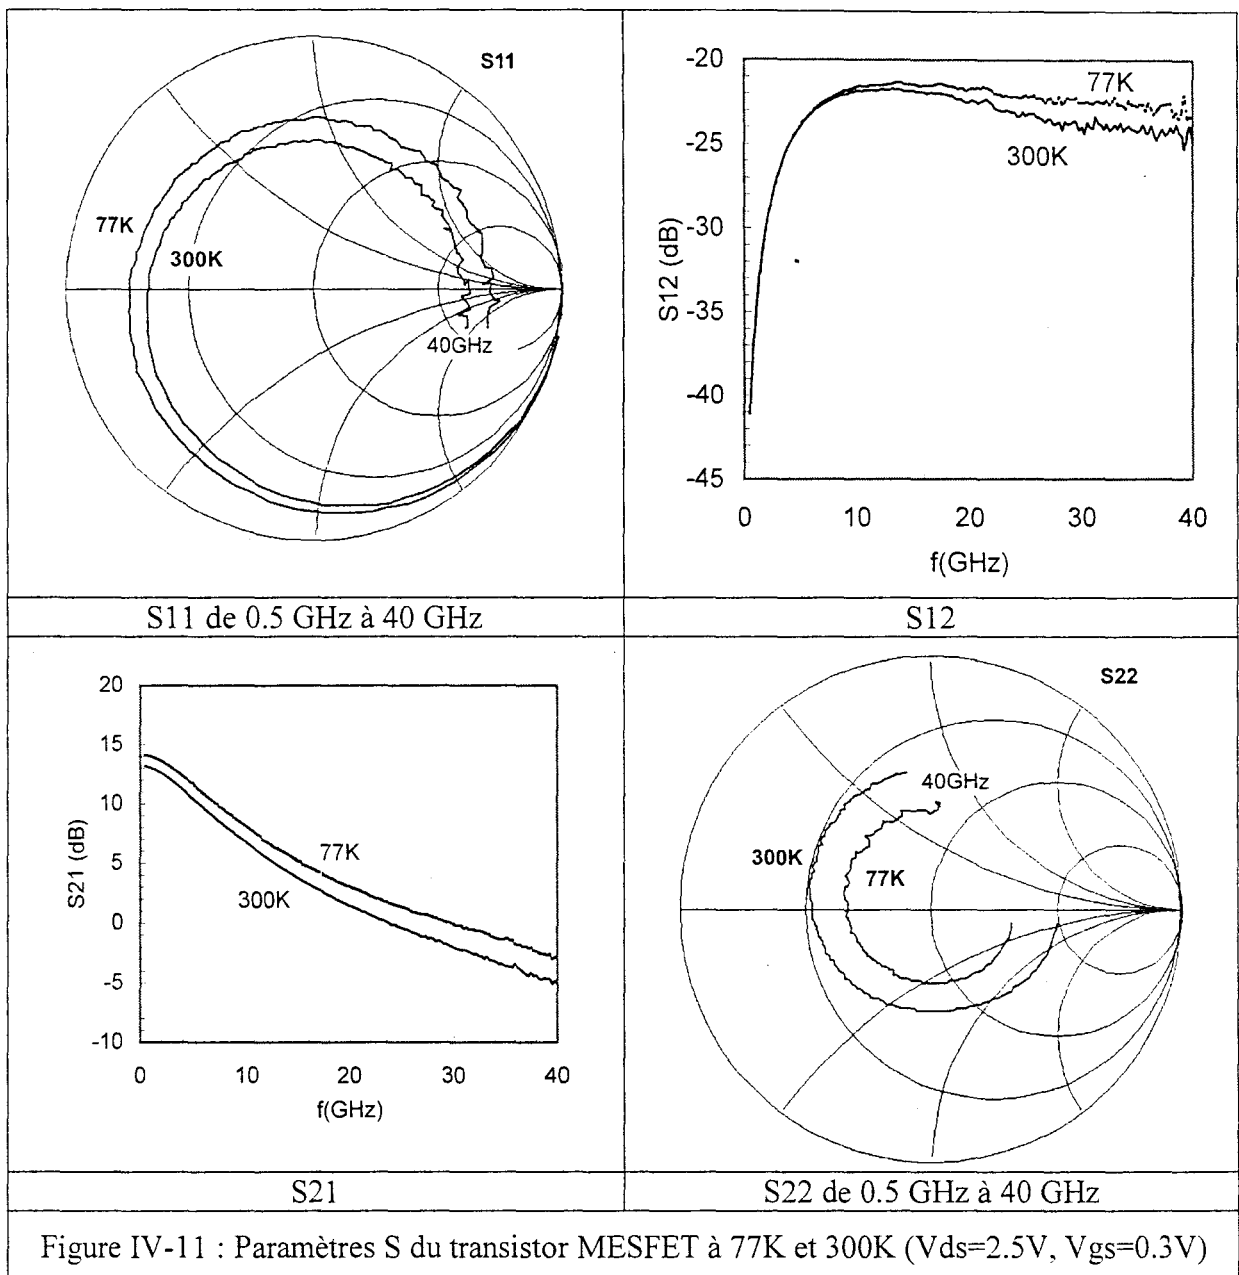 S11
77K
300K
40GHz
-20
-25
-30
-35
-40
-45
S12 (dB)
77K
300K
0 10 20 30 40
f(GHz)
S11 de 0.5 GHz à 40 GHz
S12
20
15
10
5
0
-5
-10
S21 (dB)
77K
300K
0 10 20 30 40
f(GHz)
S22
40GHz
300K
77K
S21
S22 de 0.5 GHz à 40 GHz
Figure IV-11 : Paramètres S du transistor MESFET à 77K et 300K (Vds=2.5V, Vgs=0.3V)